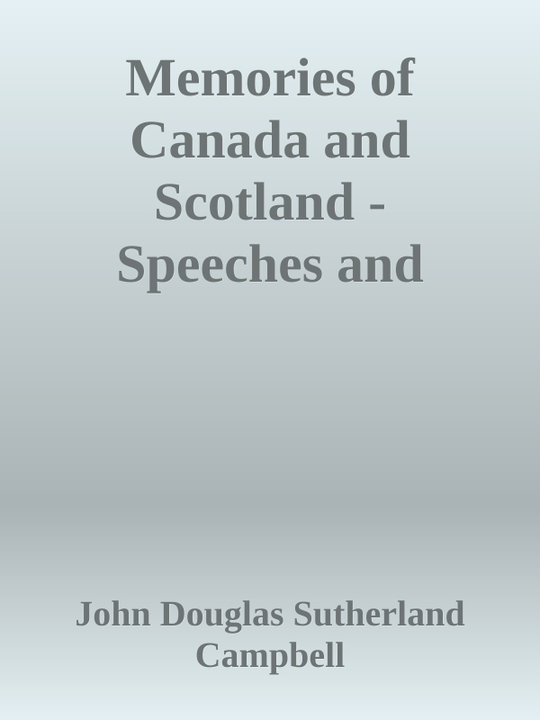 Memories of
Canada and
Scotland -
Speeches and
John Douglas Sutherland
Campbell